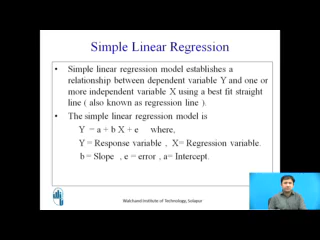 Simple Linear Regression
• Simple linear regression model establishes a
relationship between dependent variable Y and one or
more independent variable X using a best fit straight
line ( also known as regression line ).
• The simple linear regression model is
Y = a + b X + e where,
Y = Response variable , X= Regression variable.
b = Slope , e = error , a= Intercept.
Walchand Institute of Technology, Solapur